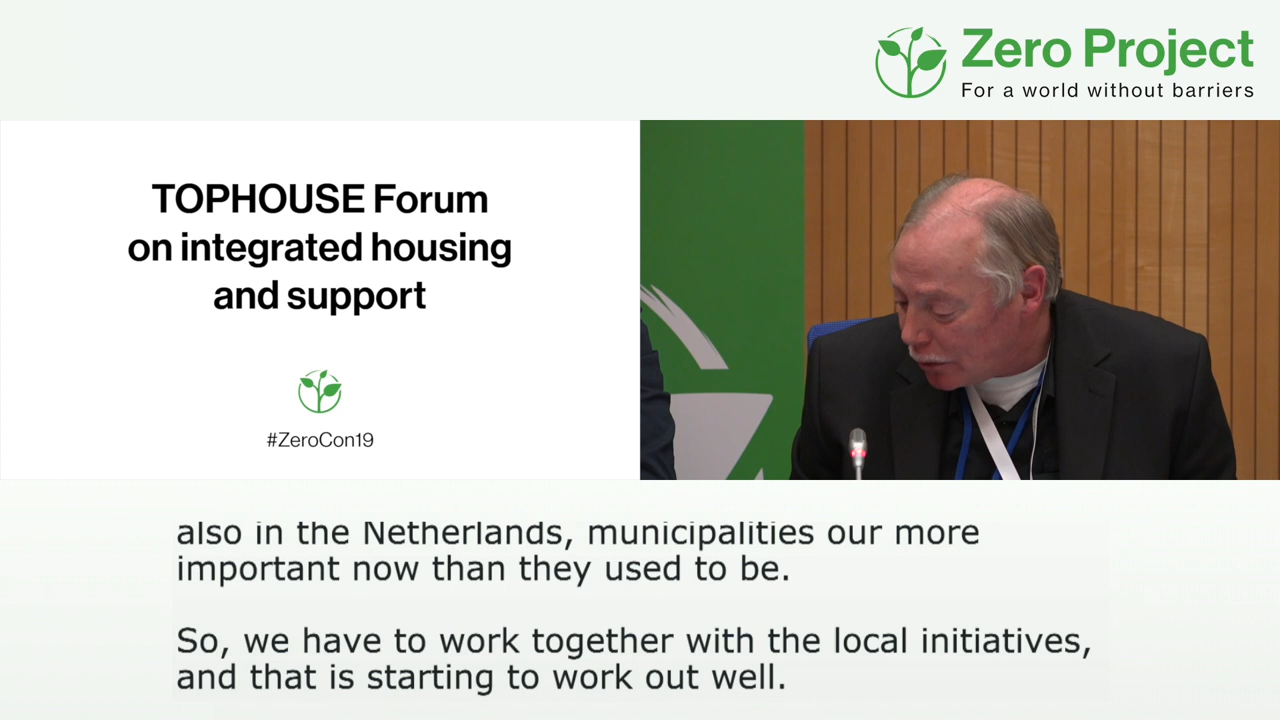 Zero Project
For a world without barriers
TOPHOUSE Forum
on integrated housing
and support
#ZeroCon19
also in the Netherlands, municipalities our more
important now than they used to be.
So, we have to work together with the local initiatives,
and that is starting to work out well.